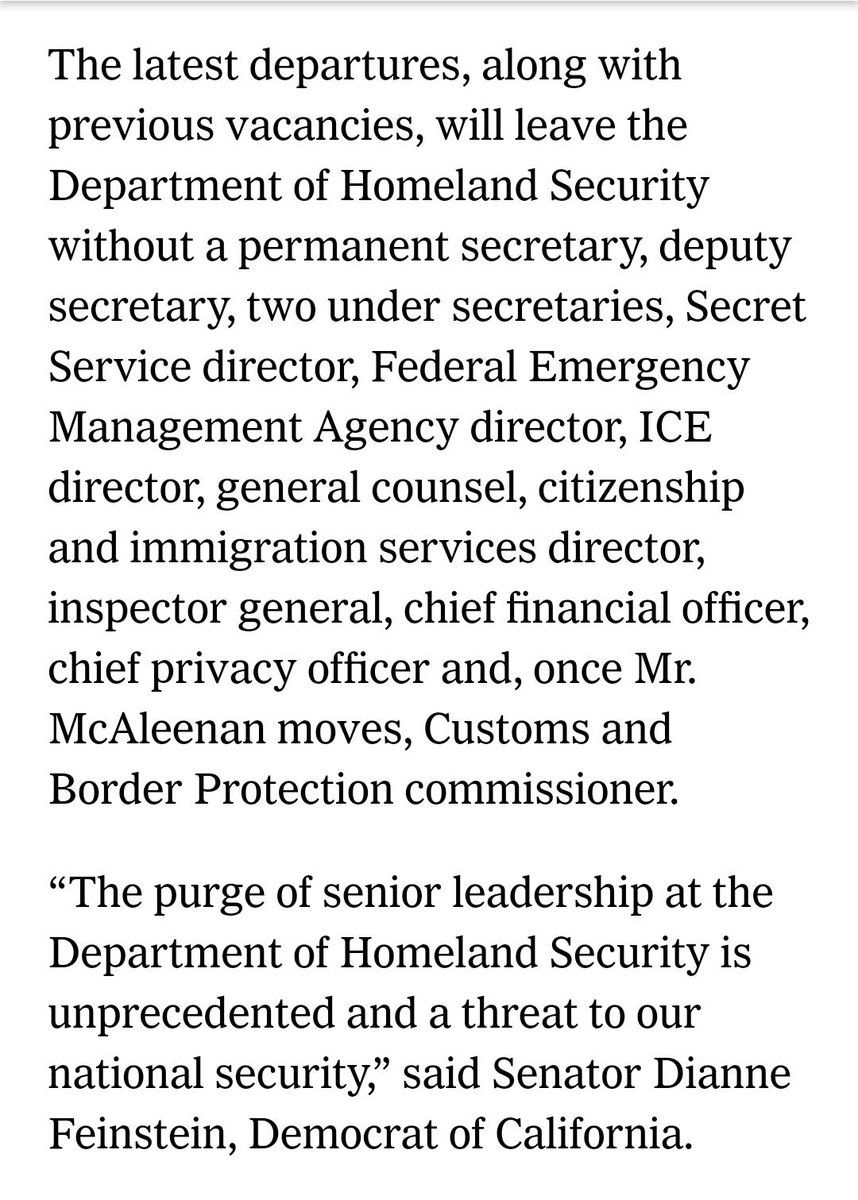 The latest departures, along with
previous vacancies, will leave the
Department of Homeland Security
without a permanent secretary, deputy
secretary, two under secretaries, Secret
Service director, Federal Emergency
Management Agency director, ICE
director, general counsel, citizenship
and immigration services director,
inspector general, chief financial officer,
chief privacy officer and, once Mr.
McAleenan moves, Customs and
Border Protection commissioner.
“The purge of senior leadership at the
Department of Homeland Security is
unprecedented and a threat to our
national security,” said Senator Dianne
Feinstein, Democrat of California.